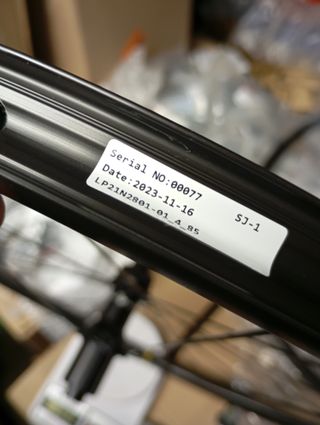 Serial NO:00077
Date:2023-11-16 SJ-1
LP21N2801-01_4_85